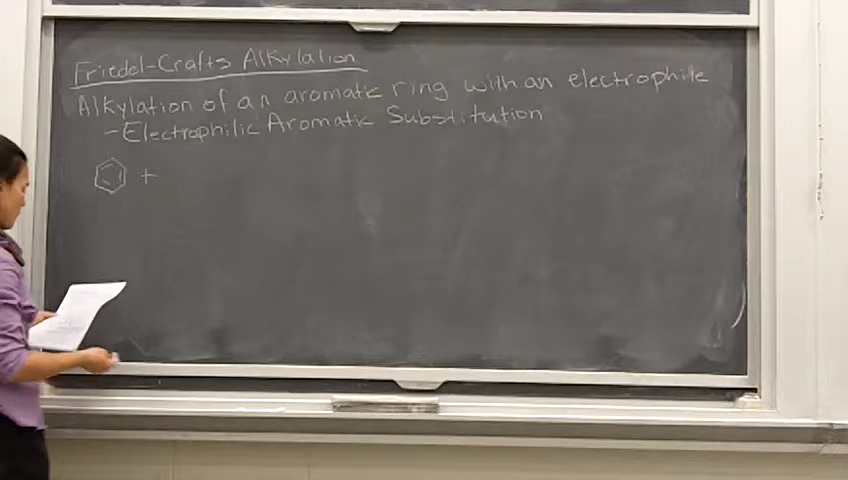 Friedel-Crafts Alkylation
Alkylation of an aromatic ring with an electrophile
-Electrophilic Aromatic Substitution
+